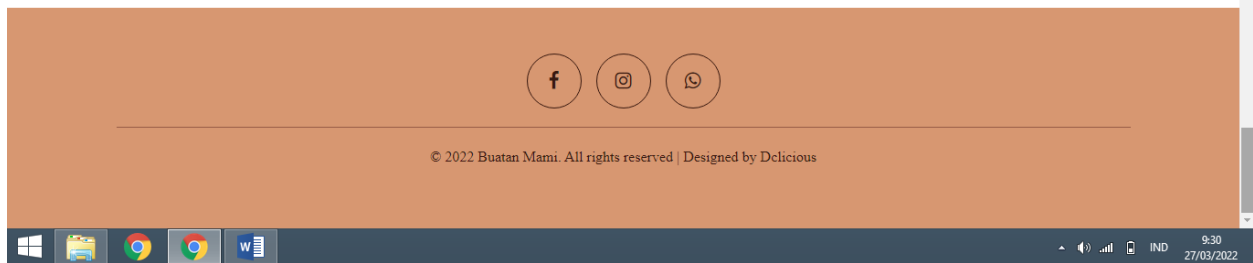 © 2022 Buatan Mami. All rights reserved | Designed by Dclicious
IND
9:30
27/03/2022